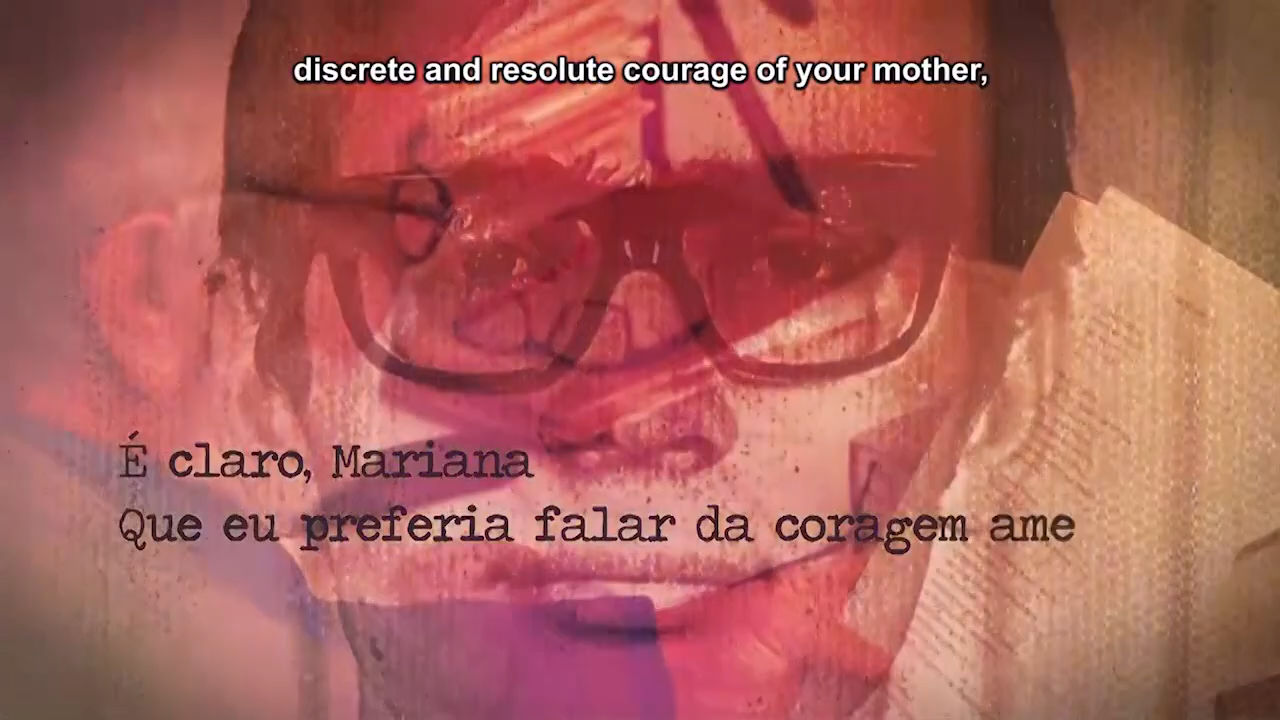 discrete and resolute courage of your mother,
É claro, Mariana
Que eu preferia falar da coragem ame